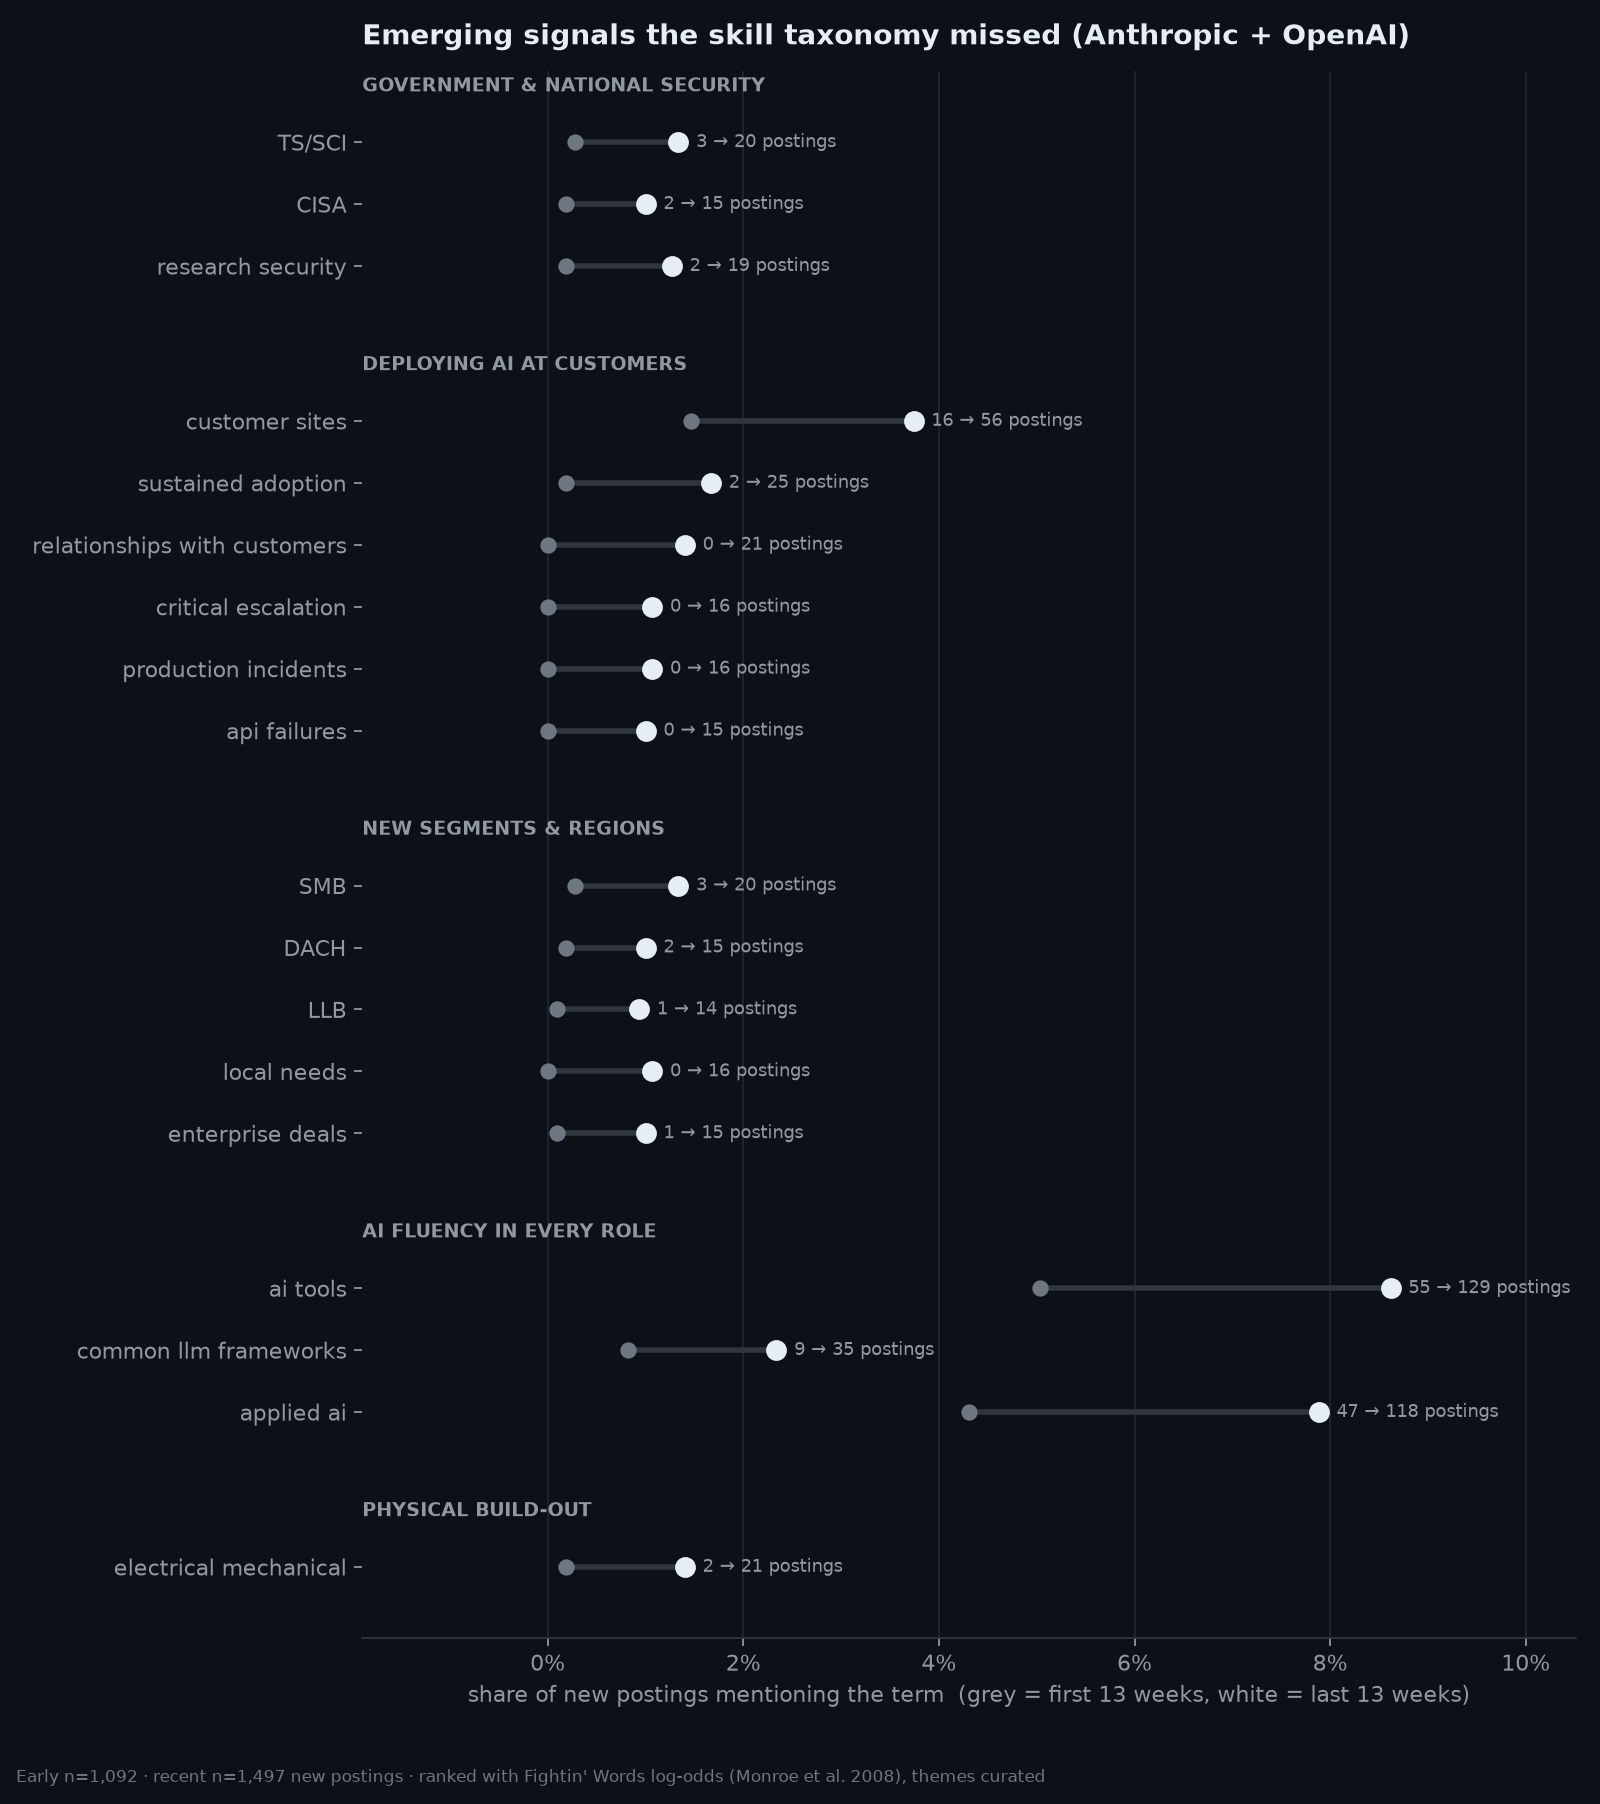 Emerging signals the skill taxonomy missed (Anthropic + OpenAI)
GOVERNMENT & NATIONAL SECURITY
TS/SCI 3 → 20 postings
CISA 2 → 15 postings
research security 2 → 19 postings
DEPLOYING AI AT CUSTOMERS
customer sites 16 → 56 postings
sustained adoption 2 → 25 postings
relationships with customers 0 → 21 postings
critical escalation 0 → 16 postings
production incidents 0 → 16 postings
api failures 0 → 15 postings
NEW SEGMENTS & REGIONS
SMB 3 → 20 postings
DACH 2 → 15 postings
LLB 1 → 14 postings
local needs 0 → 16 postings
enterprise deals 1 → 15 postings
AI FLUENCY IN EVERY ROLE
ai tools 55 → 129 postings
common llm frameworks 9 → 35 postings
applied ai 47 → 118 postings
PHYSICAL BUILD-OUT
electrical mechanical 2 → 21 postings
0% 2% 4% 6% 8% 10%
share of new postings mentioning the term (grey = first 13 weeks, white = last 13 weeks)
Early n=1,092 · recent n=1,497 new postings · ranked with Fightin' Words log-odds (Monroe et al. 2008), themes curated